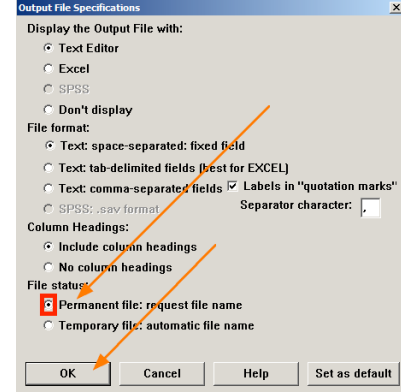 Output File Specifications
Display the Output File with:
Text Editor
Excel
SPSS
Don't display
File format:
Text: space-separated: fixed field
Text: tab-delimited fields (best for EXCEL)
Text: comma-separated fields Labels in "quotation marks"
SPSS: .sav format Separator character: ,
Column Headings:
Include column headings
No column headings
File status:
Permanent file: request file name
Temporary file: automatic file name
OK Cancel Help Set as default